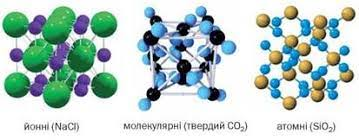 йонні (NaCl)
молекулярні (твердий CO₂)
атомні (SiO₂)